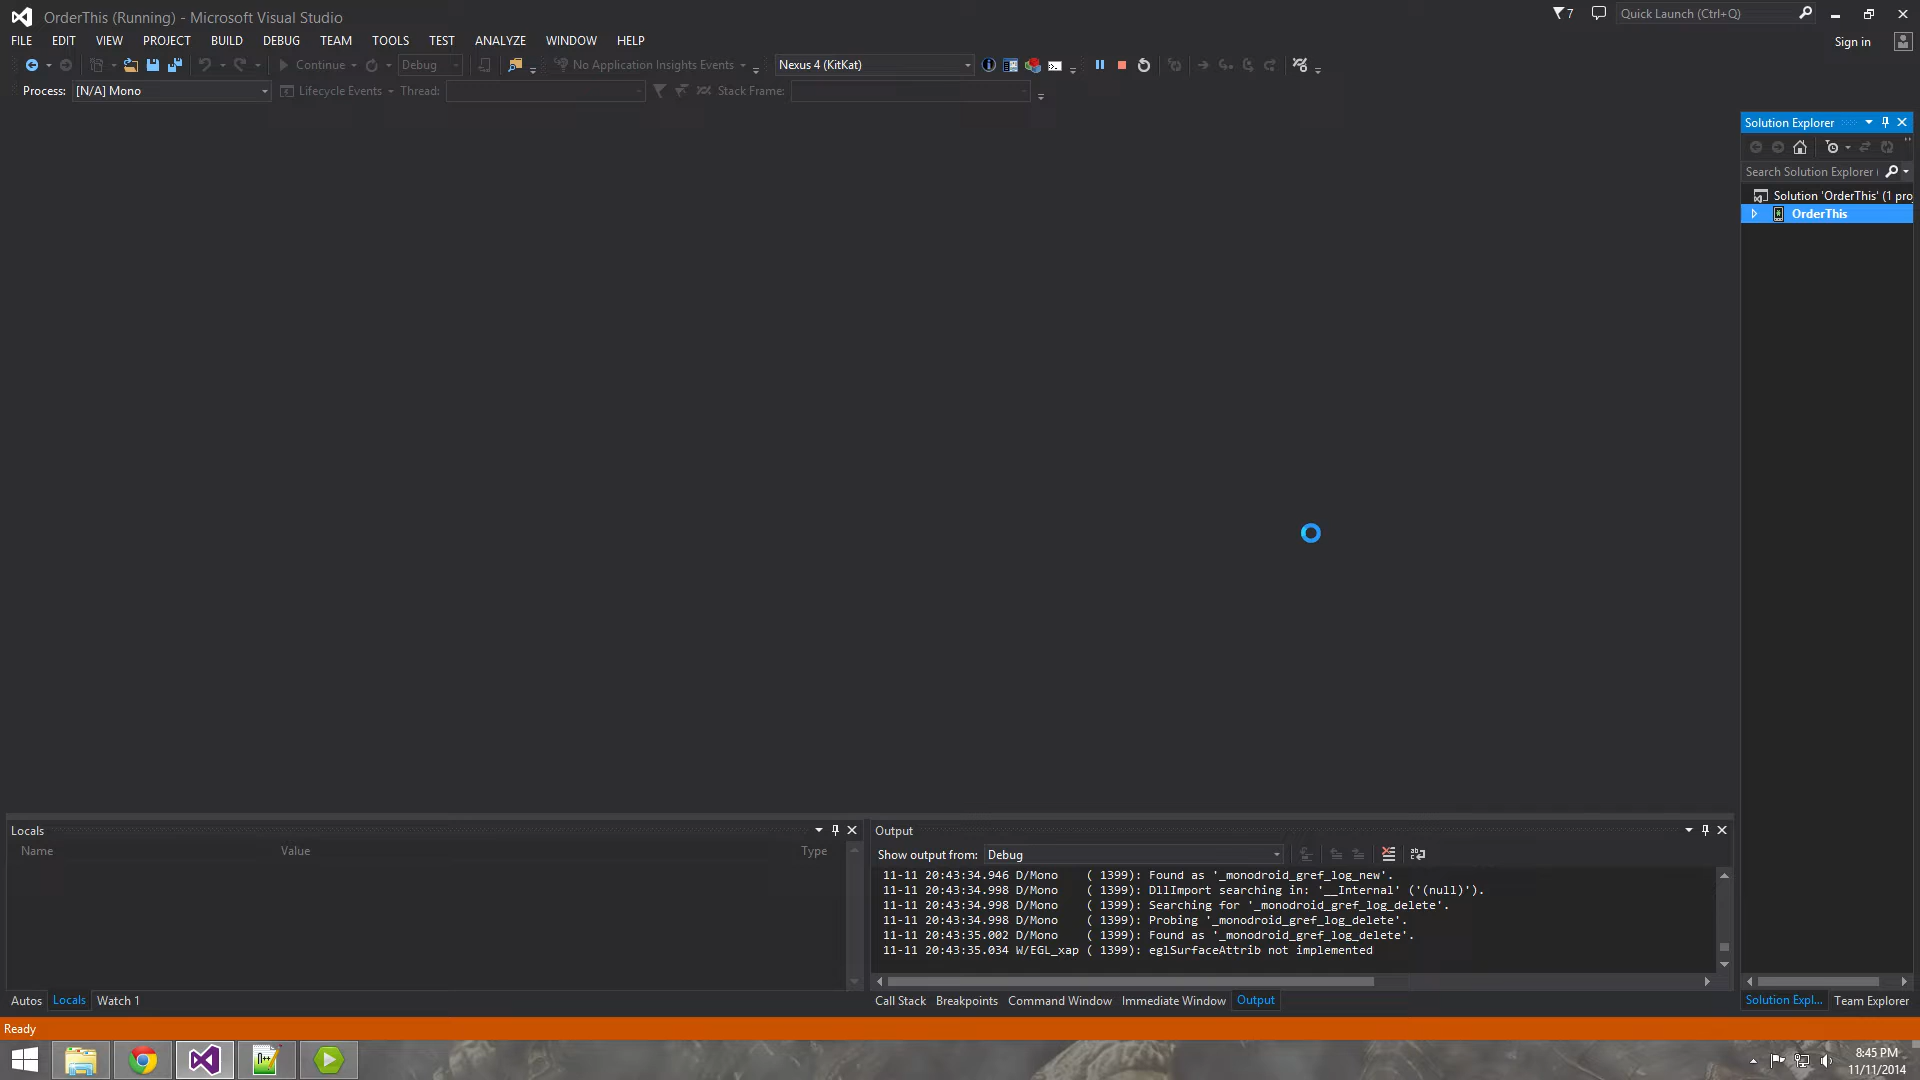 OrderThis (Running) - Microsoft Visual Studio
7
Quick Launch (Ctrl+Q)
FILE EDIT VIEW PROJECT BUILD DEBUG TEAM TOOLS TEST ANALYZE WINDOW HELP
Sign in
Continue Debug No Application Insights Events Nexus 4 (KitKat)
Process: [N/A] Mono Lifecycle Events Thread: Stack Frame:
Solution Explorer
Search Solution Explorer (
Solution 'OrderThis' (1 pro
OrderThis
Locals
Name Value Type
Autos Locals Watch 1
Output
Show output from: Debug
11-11 20:43:34.946 D/Mono ( 1399): Found as '_monodroid_gref_log_new'.
11-11 20:43:34.998 D/Mono ( 1399): DllImport searching in: '__Internal' ('(null)').
11-11 20:43:34.998 D/Mono ( 1399): Searching for '_monodroid_gref_log_delete'.
11-11 20:43:34.998 D/Mono ( 1399): Probing '_monodroid_gref_log_delete'.
11-11 20:43:35.002 D/Mono ( 1399): Found as '_monodroid_gref_log_delete'.
11-11 20:43:35.034 W/EGL_xap ( 1399): eglSurfaceAttrib not implemented
Call Stack Breakpoints Command Window Immediate Window Output
Solution Expl... Team Explorer
Ready
8:45 PM
11/11/2014